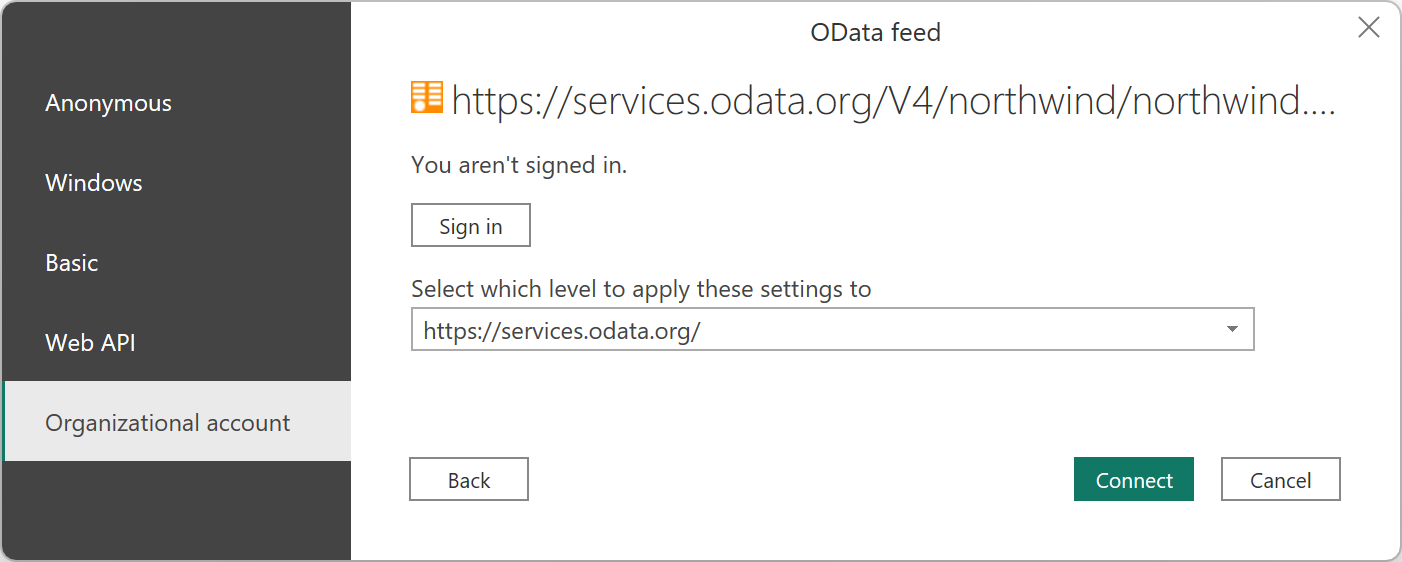 OData feed
Anonymous
Windows
Basic
Web API
Organizational account
https://services.odata.org/V4/northwind/northwind....
You aren't signed in.
Sign in
Select which level to apply these settings to
https://services.odata.org/
Back
Connect
Cancel